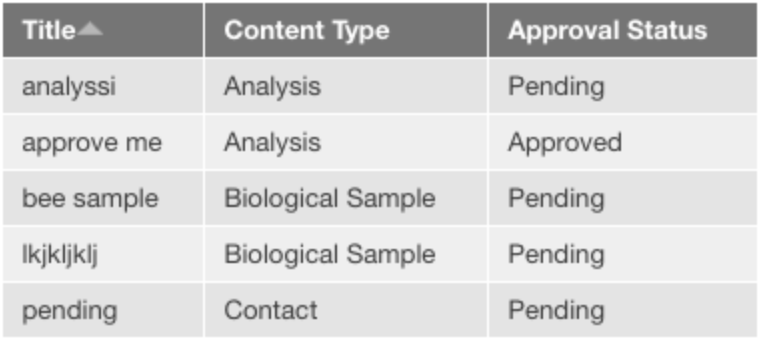 Title Content Type Approval Status
analyssi Analysis Pending
approve me Analysis Approved
bee sample Biological Sample Pending
lkjkljklj Biological Sample Pending
pending Contact Pending